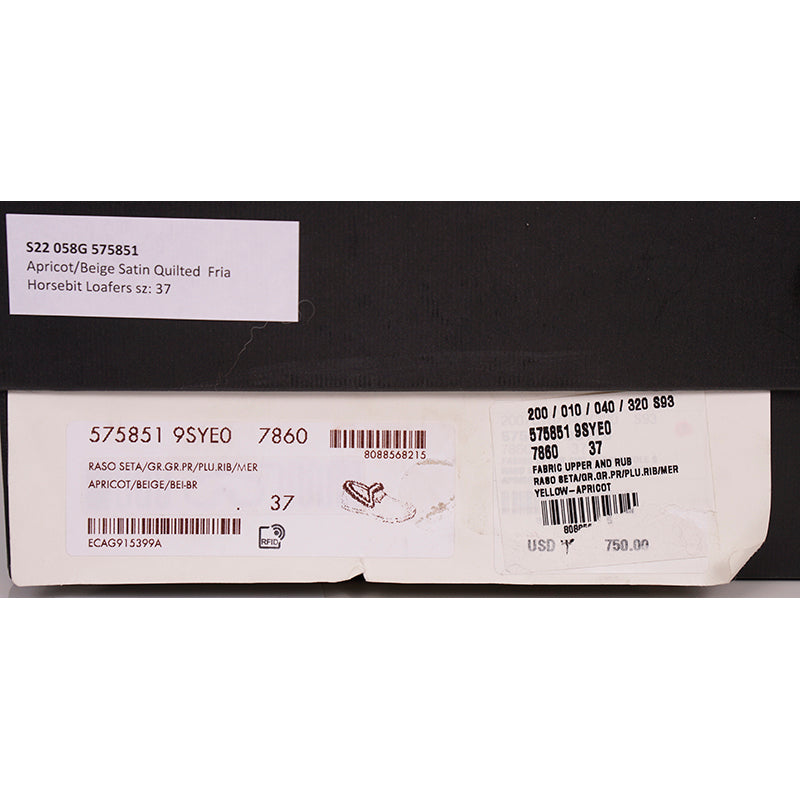 S22 058G 575851
Apricot/Beige Satin Quilted Fria
Horsebit Loafers sz: 37
575851 9SYE0 7860
8088568215
RASO SETA/GR.GR.PR/PLU.RIB/MER
APRICOT/BEIGE/BEI-BR
37
ECAG915399A
RFID
200 / 010 / 040 / 320 S93
575851 9SYE0
7860 37
FABRIC UPPER AND RUB
RASO SETA/GR.GR.PR/PLU.RIB/MER
YELLOW-APRICOT
USD 750.00